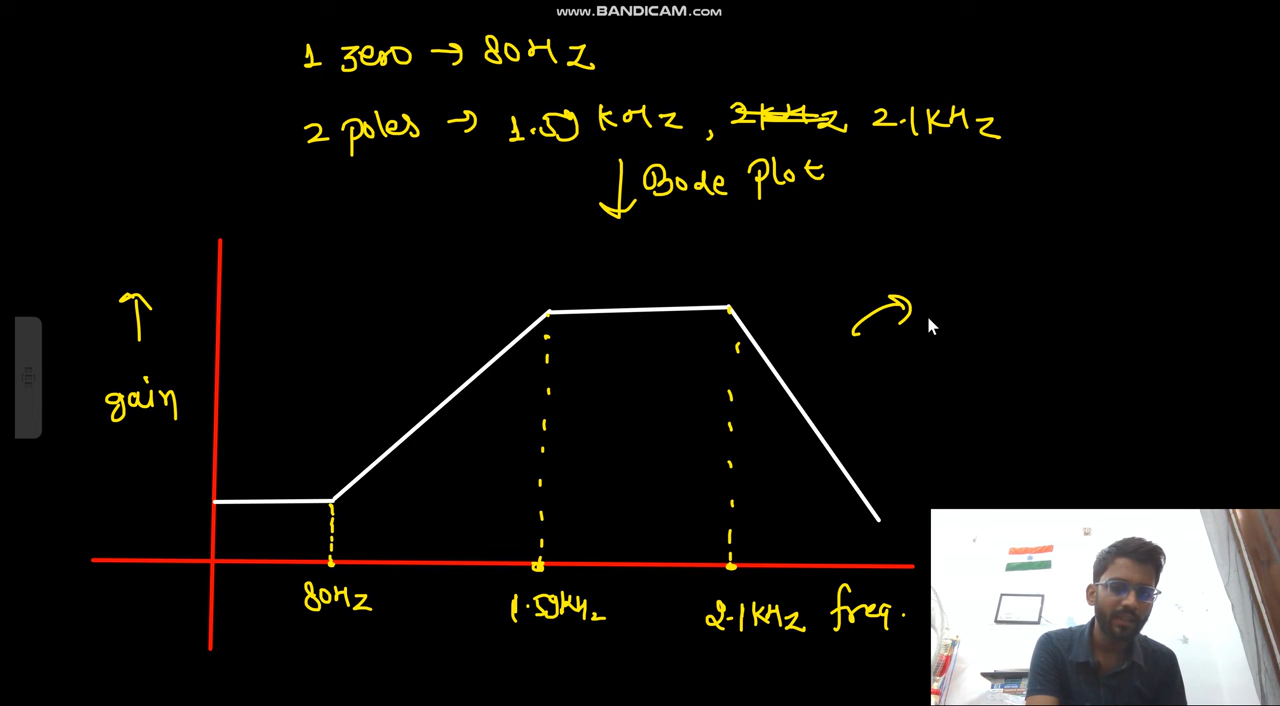 www.BANDICAM.com
1 zero → 80Hz
2 poles → 1.59 KHz, 2KHz 2.1KHz
↓ Bode Plot
↑
gain
80Hz 1.59KHz 2.1KHz freq.